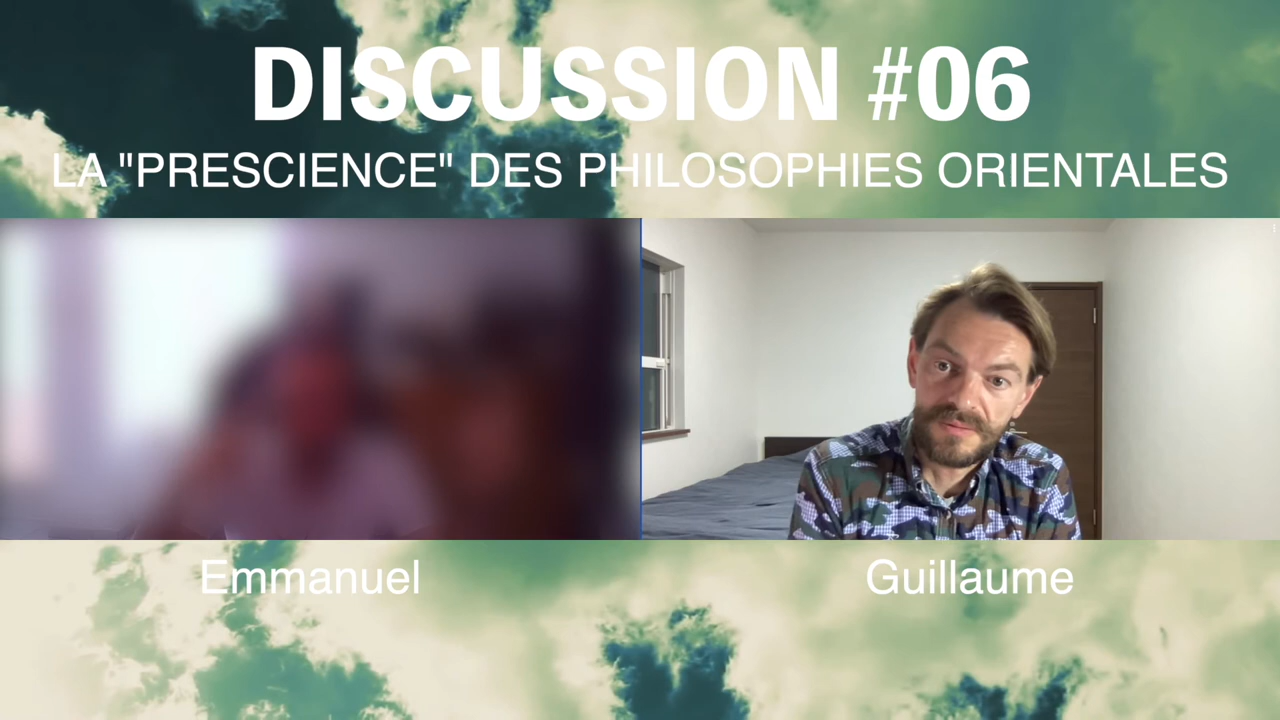 DISCUSSION #06
LA "PRESCIENCE" DES PHILOSOPHIES ORIENTALES
Emmanuel
Guillaume